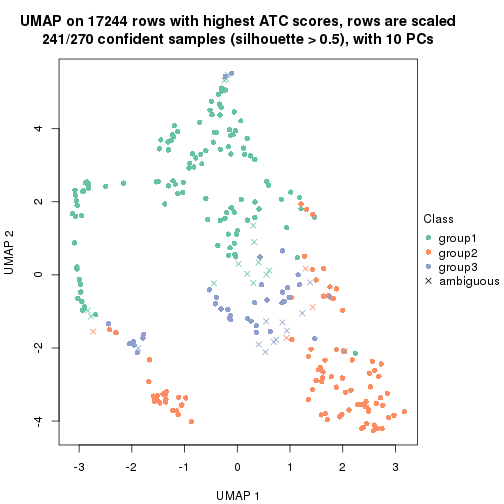 UMAP on 17244 rows with highest ATC scores, rows are scaled
241/270 confident samples (silhouette > 0.5), with 10 PCs
4
2
0
-2
-4
UMAP 2
-3
-2
-1
0
1
2
3
UMAP 1
Class
group1
group2
group3
ambiguous